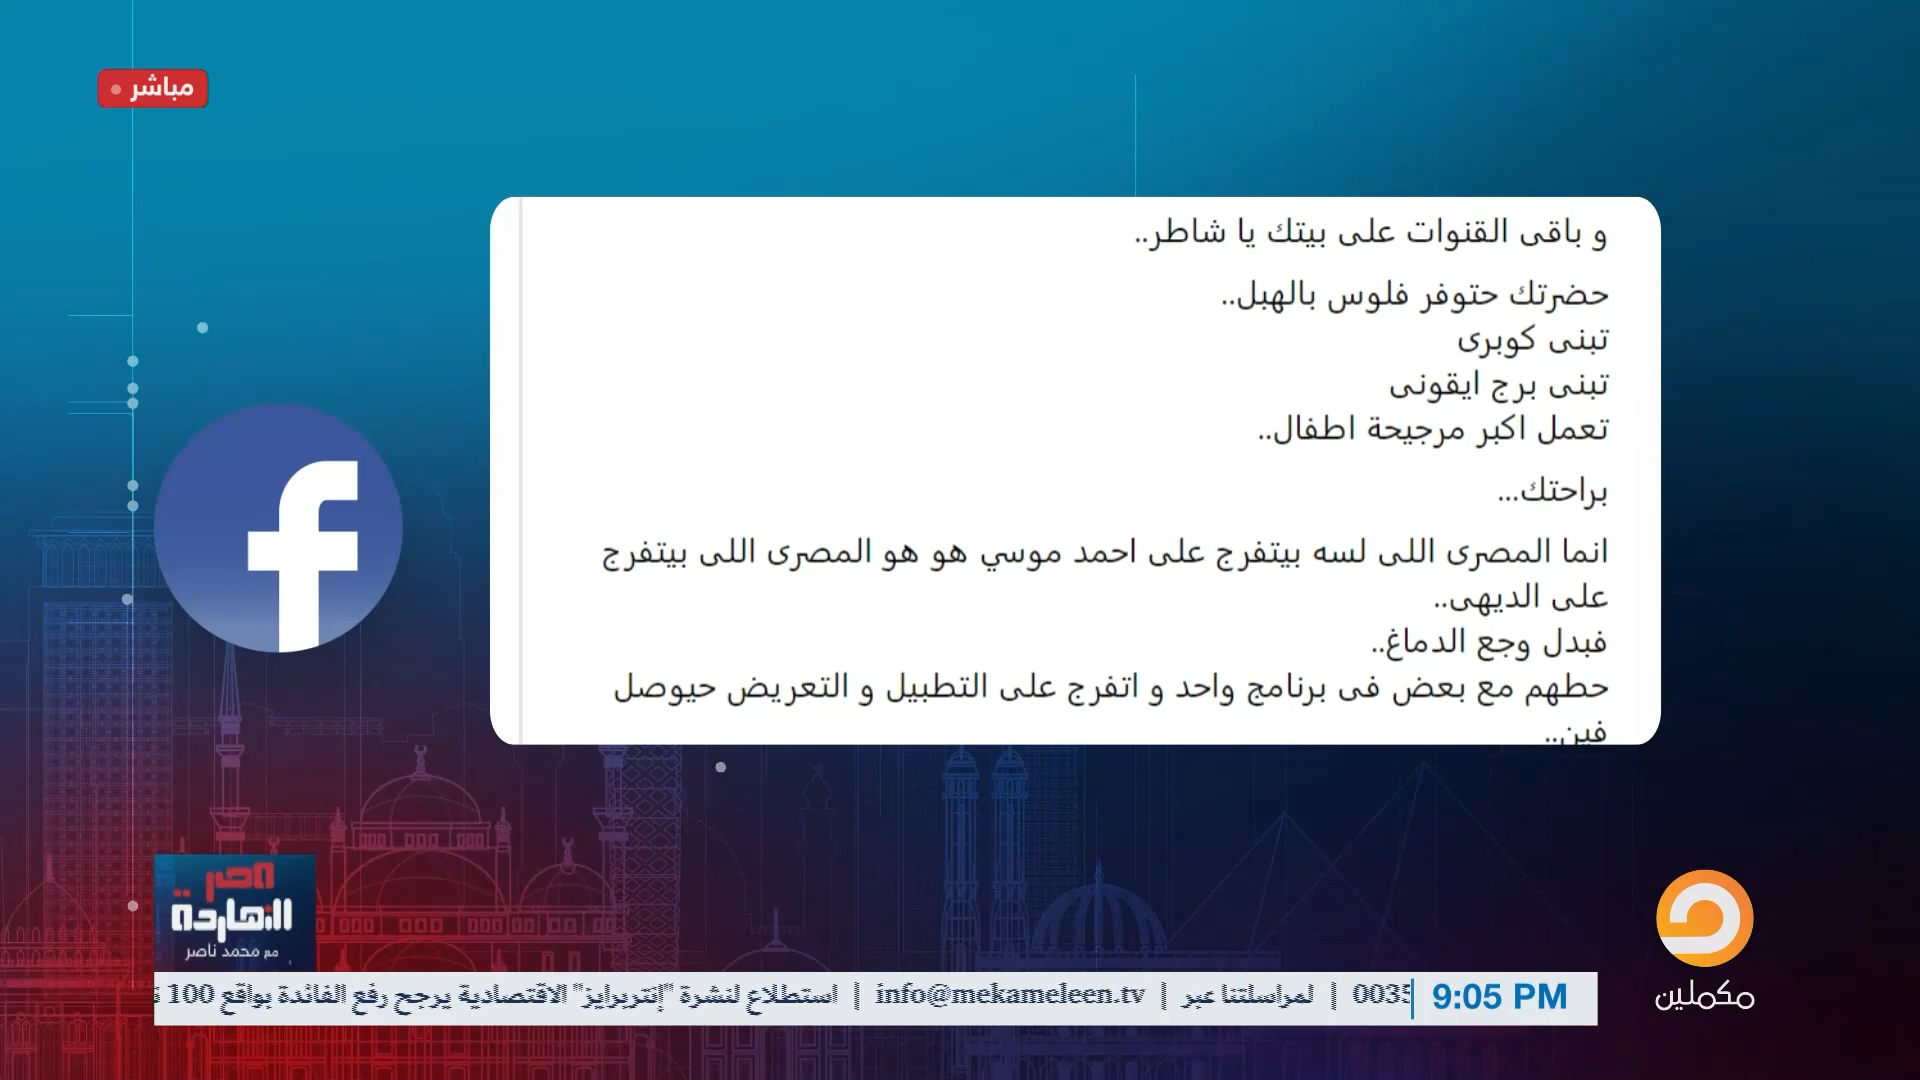 مباشر
و باقى القنوات على بيتك يا شاطر..
حضرتك حتوفر فلوس بالهبل..
تبنى كوبرى
تبنى برج ايقونى
تعمل اكبر مرجيحة اطفال..
براحتك...
انما المصرى اللى لسه بيتفرج على احمد موسي هو هو المصرى اللى بيتفرج
على الديهى..
فبدل وجع الدماغ..
حطهم مع بعض فى برنامج واحد و اتفرج على التطبيل و التعريض حيوصل
فين..
مصر
النهاردة
مع محمد ناصر
مكملين
0035 | لمراسلتنا عبر | info@mekameleen.tv | استطلاع لنشرة "إنتربرايز" الاقتصادية يرجح رفع الفائدة بواقع 100
9:05 PM